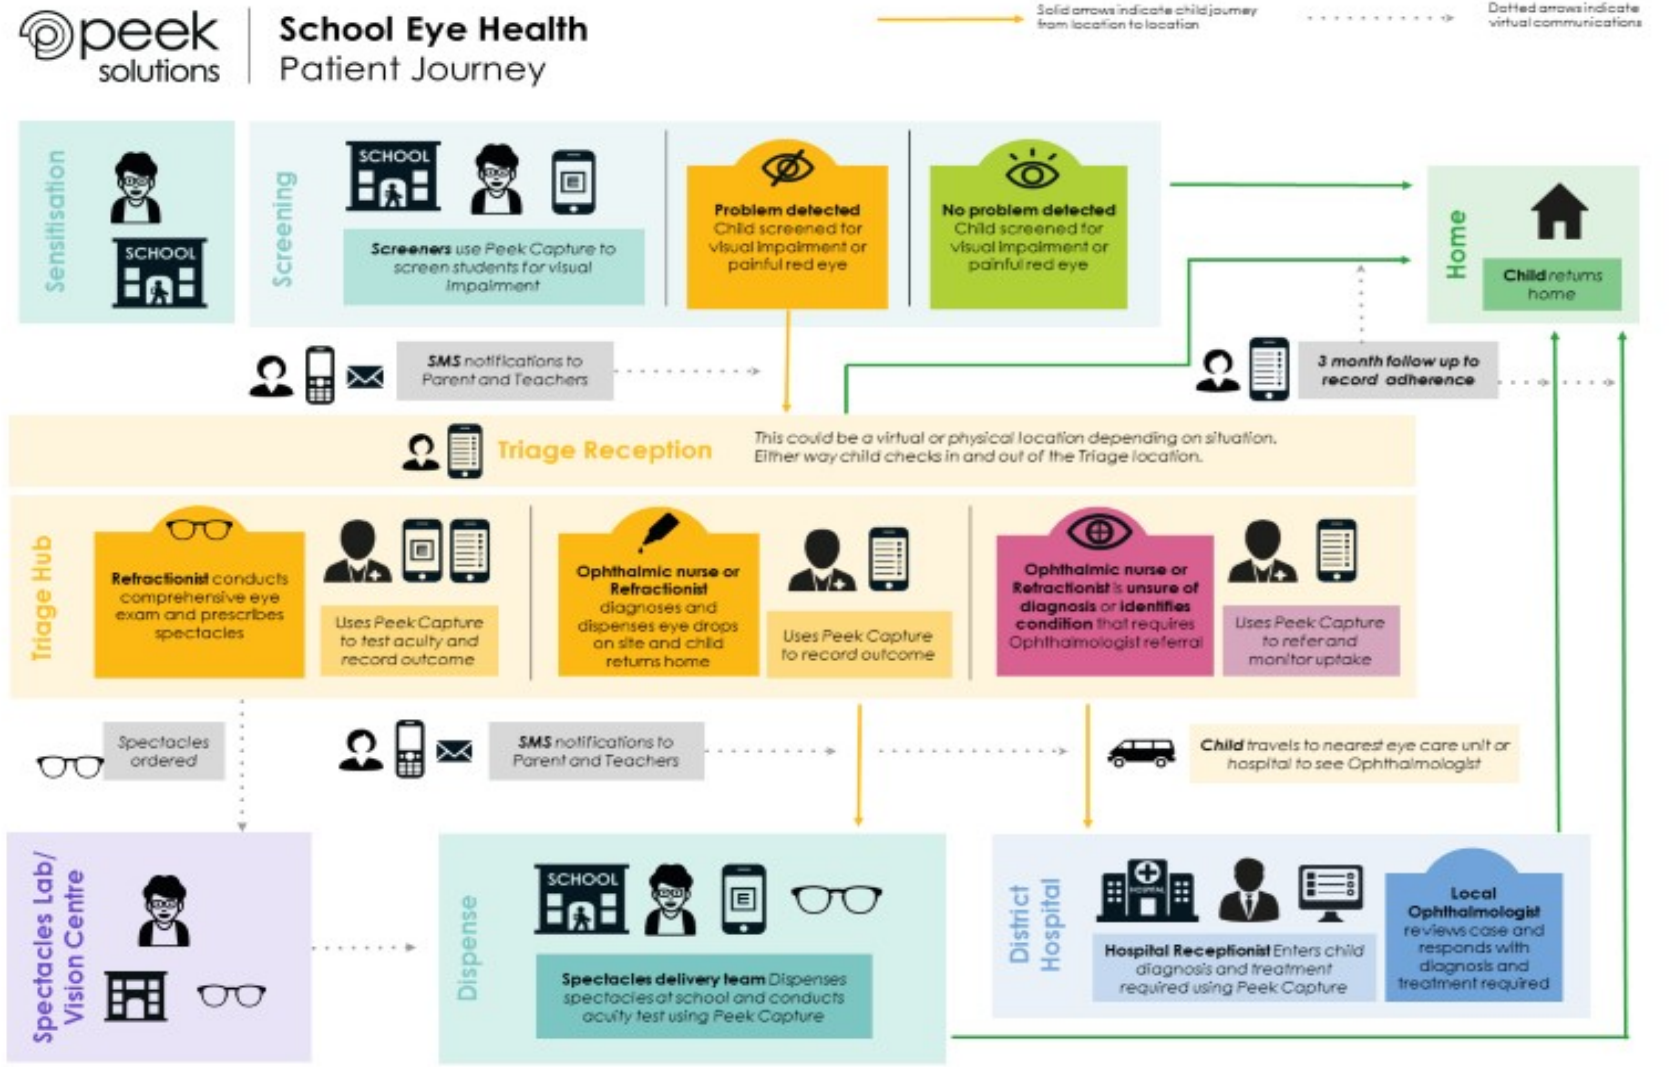 peek
solutions
School Eye Health
Patient Journey
Solid arrows indicate child journey
from location to location
Dotted arrows indicate
virtual communications
Sensitisation
SCHOOL
Screening
SCHOOL
Screeners use Peek Capture to
screen students for visual
impairment
Problem detected
Child screened for
visual impairment or
painful red eye
No problem detected
Child screened for
visual impairment or
painful red eye
Home
Child returns
home
SMS notifications to
Parent and Teachers
3 month follow up to
record adherence
Triage Reception
This could be a virtual or physical location depending on situation.
Either way child checks in and out of the Triage location.
Triage Hub
Refractionist conducts
comprehensive eye
exam and prescribes
spectacles
Uses Peek Capture
to test acuity and
record outcome
Ophthalmic nurse or
Refractionist
diagnoses and
dispenses eye drops
on site and child
returns home
Uses Peek Capture
to record outcome
Ophthalmic nurse or
Refractionist is unsure of
diagnosis or identifies
condition that requires
Ophthalmologist referral
Uses Peek Capture
to refer and
monitor uptake
Spectacles
ordered
SMS notifications to
Parent and Teachers
Child travels to nearest eye care unit or
hospital to see Ophthalmologist
Spectacles Lab/
Vision Centre
Dispense
SCHOOL
Spectacles delivery team Dispenses
spectacles at school and conducts
acuity test using Peek Capture
District
Hospital
HOSPITAL
Hospital Receptionist Enters child
diagnosis and treatment
required using Peek Capture
Local
Ophthalmologist
reviews case and
responds with
diagnosis and
treatment required